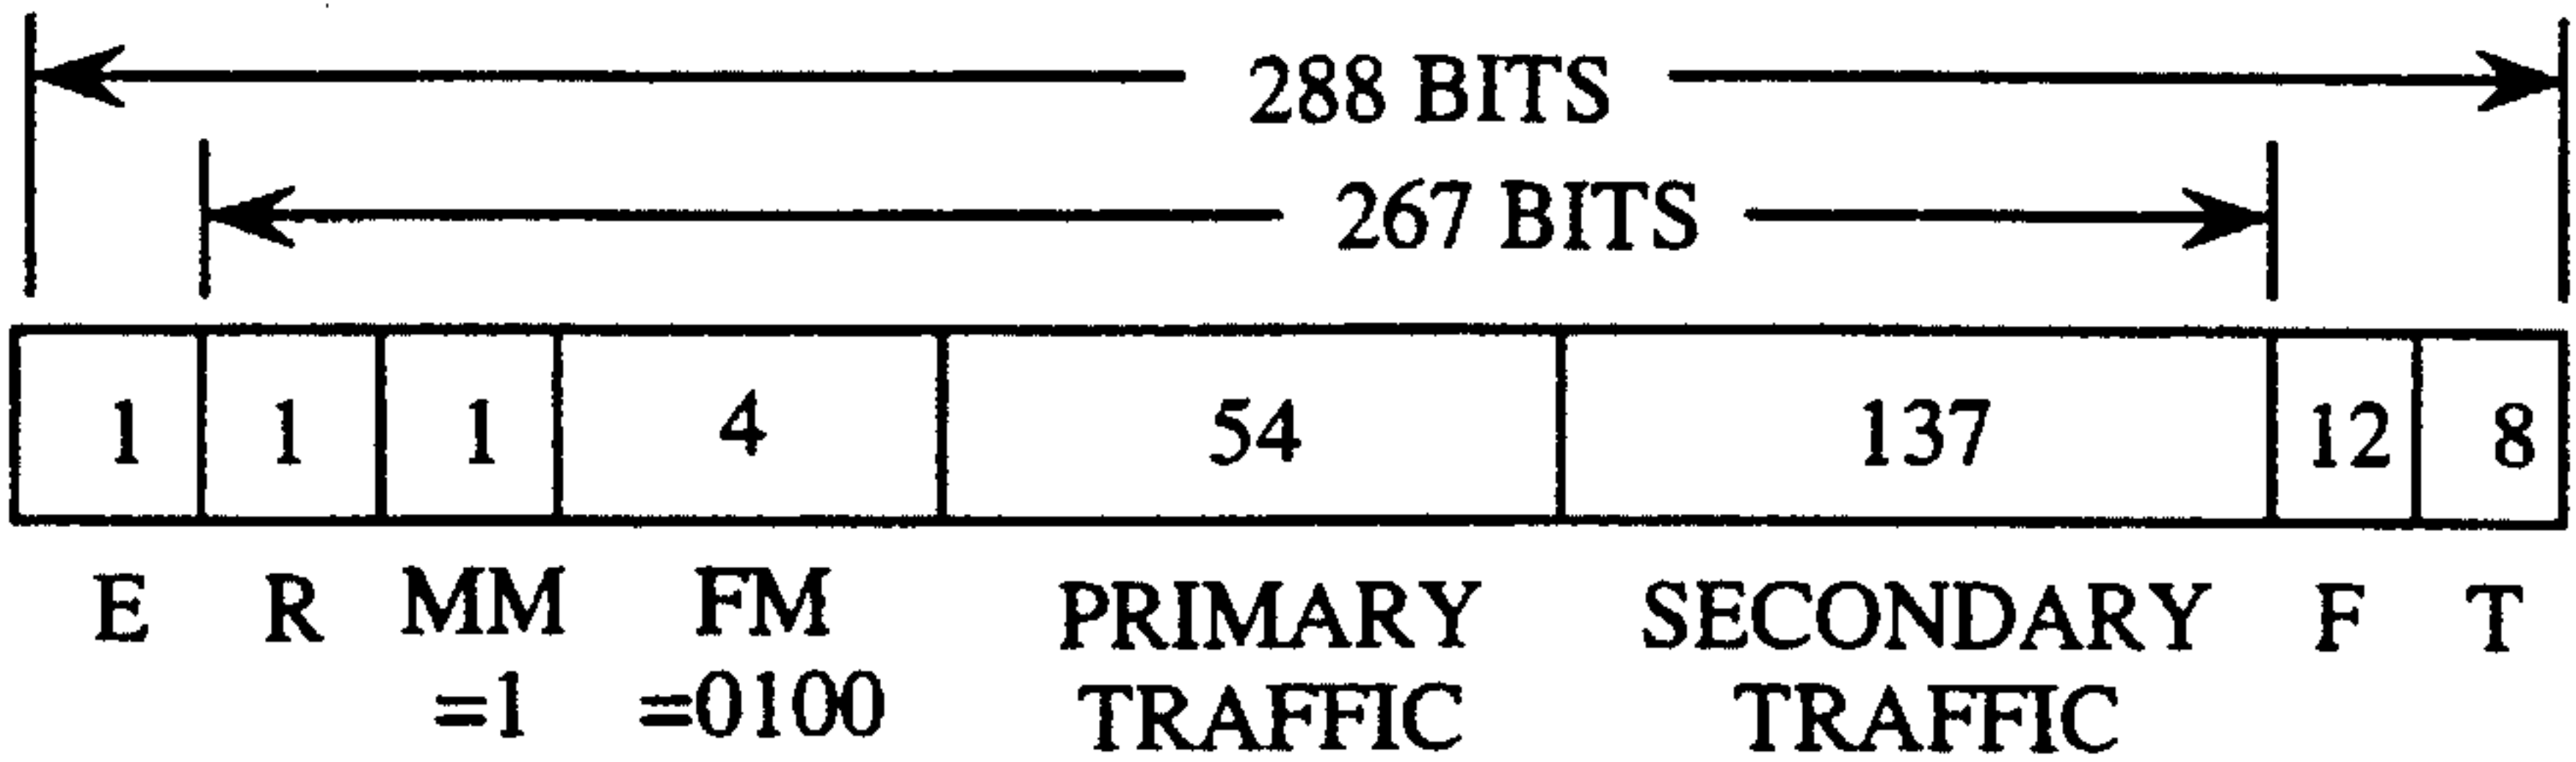 288 BITS
267 BITS
1 1 1 4 54 137 12 8
E R MM FM PRIMARY SECONDARY F T
=1 =0100 TRAFFIC TRAFFIC